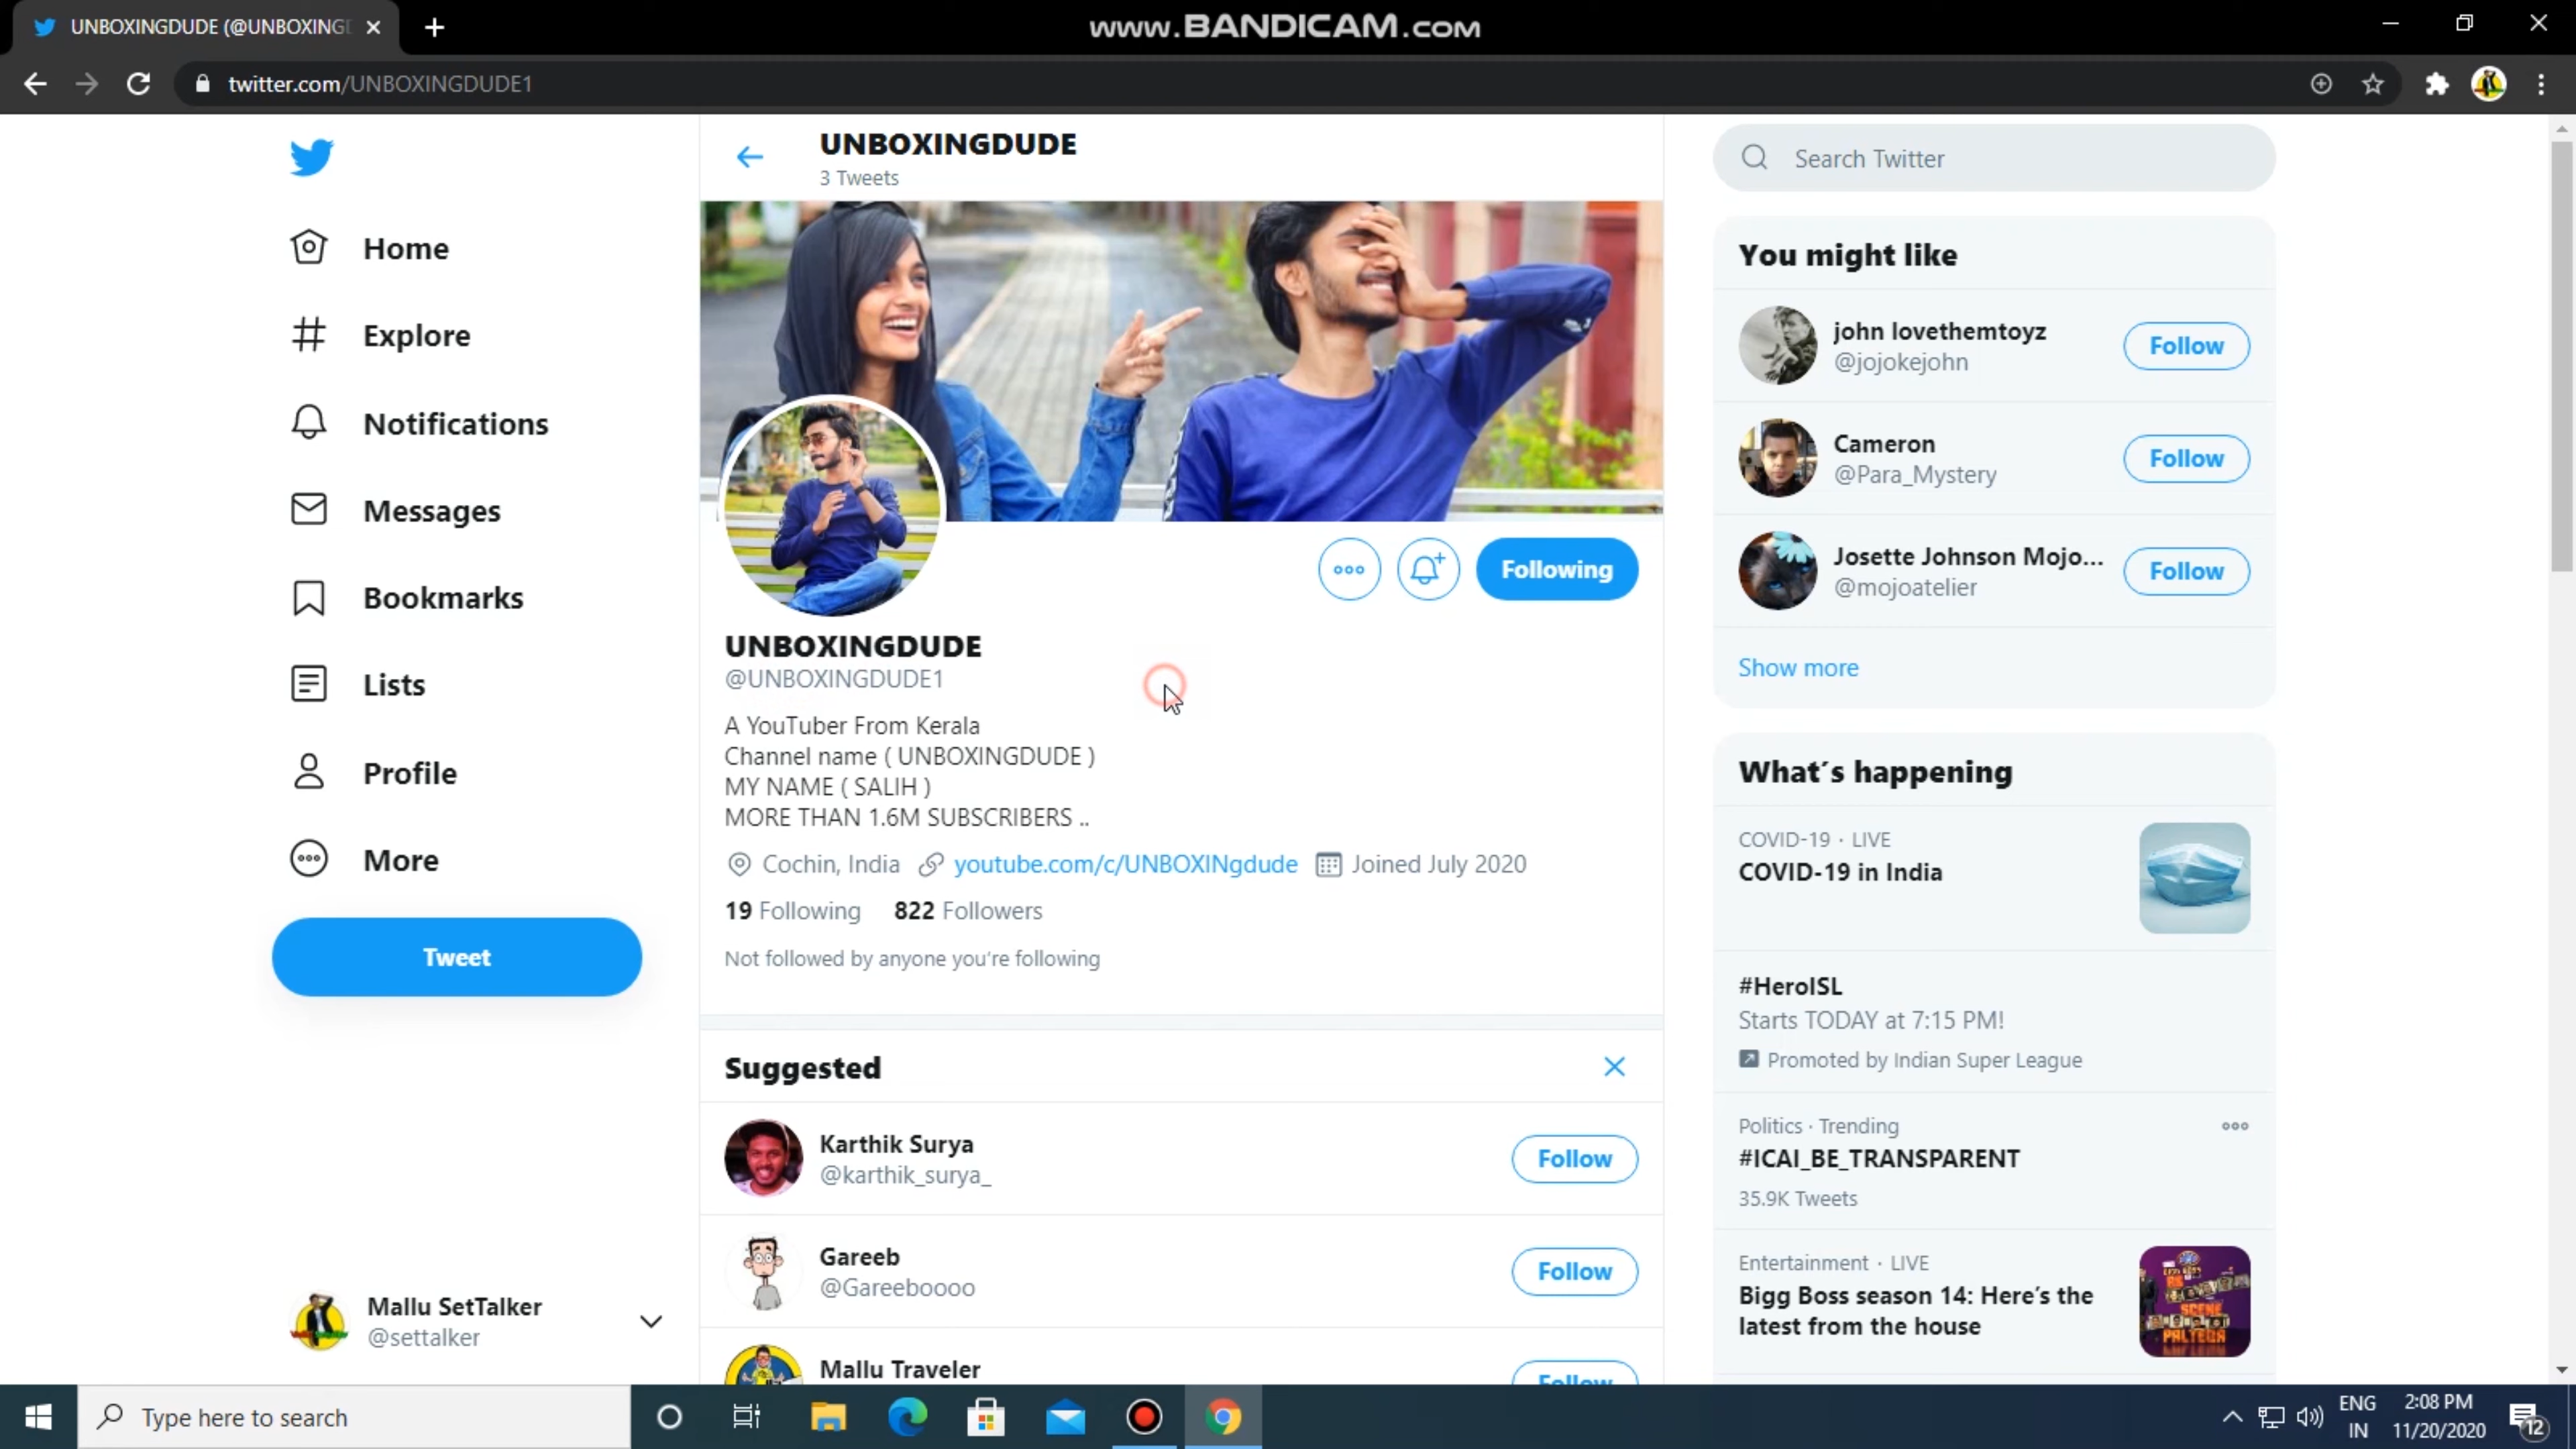 UNBOXINGDUDE (@UNBOXING
www.BANDICAM.com
twitter.com/UNBOXINGDUDE1
Home
Explore
Notifications
Messages
Bookmarks
Lists
Profile
More
Tweet
Mallu SetTalker
@settalker
UNBOXINGDUDE
3 Tweets
Following
UNBOXINGDUDE
@UNBOXINGDUDE1
A YouTuber From Kerala
Channel name ( UNBOXINGDUDE )
MY NAME ( SALIH )
MORE THAN 1.6M SUBSCRIBERS ..
Cochin, India youtube.com/c/UNBOXINgdude Joined July 2020
19 Following 822 Followers
Not followed by anyone you're following
Suggested
Karthik Surya
@karthik_surya_
Follow
Gareeb
@Gareeboooo
Follow
Mallu Traveler
Follow
Search Twitter
You might like
john lovethemtoyz
@jojokejohn
Follow
Cameron
@Para_Mystery
Follow
Josette Johnson Mojo...
@mojoatelier
Follow
Show more
What's happening
COVID-19 · LIVE
COVID-19 in India
#HeroISL
Starts TODAY at 7:15 PM!
Promoted by Indian Super League
Politics · Trending
#ICAI_BE_TRANSPARENT
35.9K Tweets
Entertainment · LIVE
Bigg Boss season 14: Here's the
latest from the house
SCENE
PALTEGA
Type here to search
ENG
IN
2:08 PM
11/20/2020
12